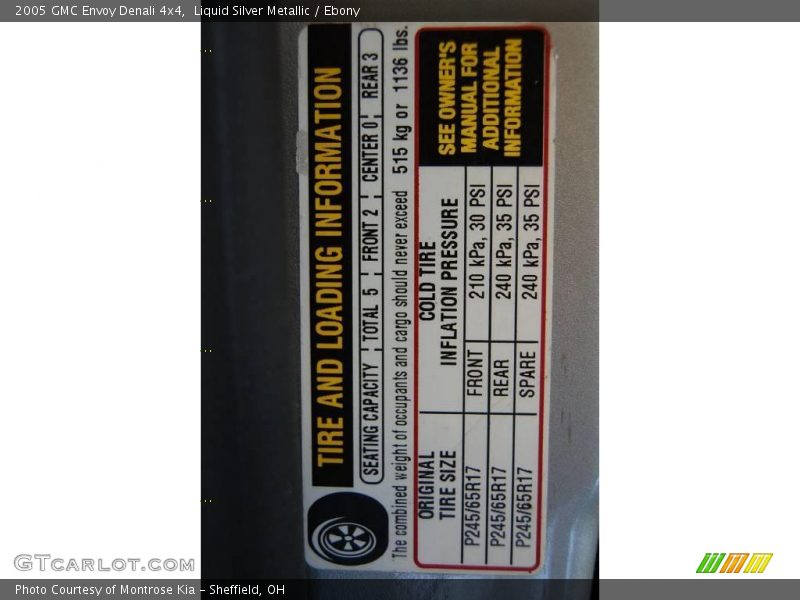 2005 GMC Envoy Denali 4x4,  Liquid Silver Metallic / Ebony
TIRE AND LOADING INFORMATION
SEATING CAPACITY TOTAL 5 FRONT 2 CENTER 0 REAR 3
The combined weight of occupants and cargo should never exceed 515 kg or 1136 lbs.
ORIGINAL
TIRE SIZE
COLD TIRE
INFLATION PRESSURE
P245/65R17 FRONT 210 kPa, 30 PSI
P245/65R17 REAR 240 kPa, 35 PSI
P245/65R17 SPARE 240 kPa, 35 PSI
SEE OWNER'S
MANUAL FOR
ADDITIONAL
INFORMATION
GTCARLOT.COM
Photo Courtesy of Montrose Kia – Sheffield, OH